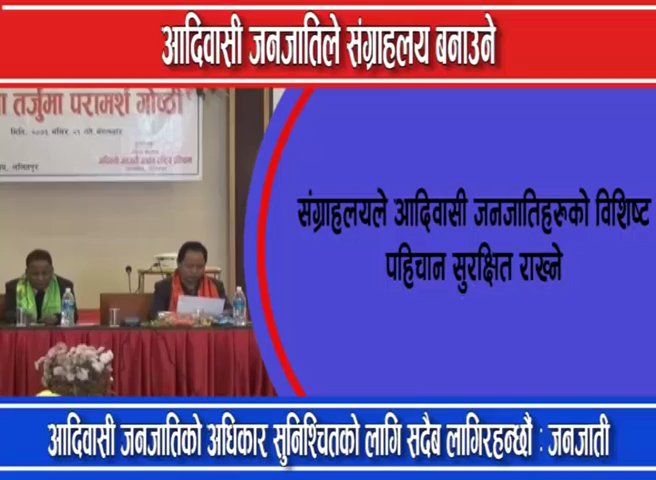 आदिवासी जनजातिले संग्राहलय बनाउने
तर्जुमा परामर्श गोष्ठी
संग्राहलयले आदिवासी जनजातिहरुको विशिष्ट
पहिचान सुरक्षित राख्ने
आदिवासी जनजातिको अधिकार सुनिश्चितको लागि सदैब लागिरहन्छौं : जनजाती